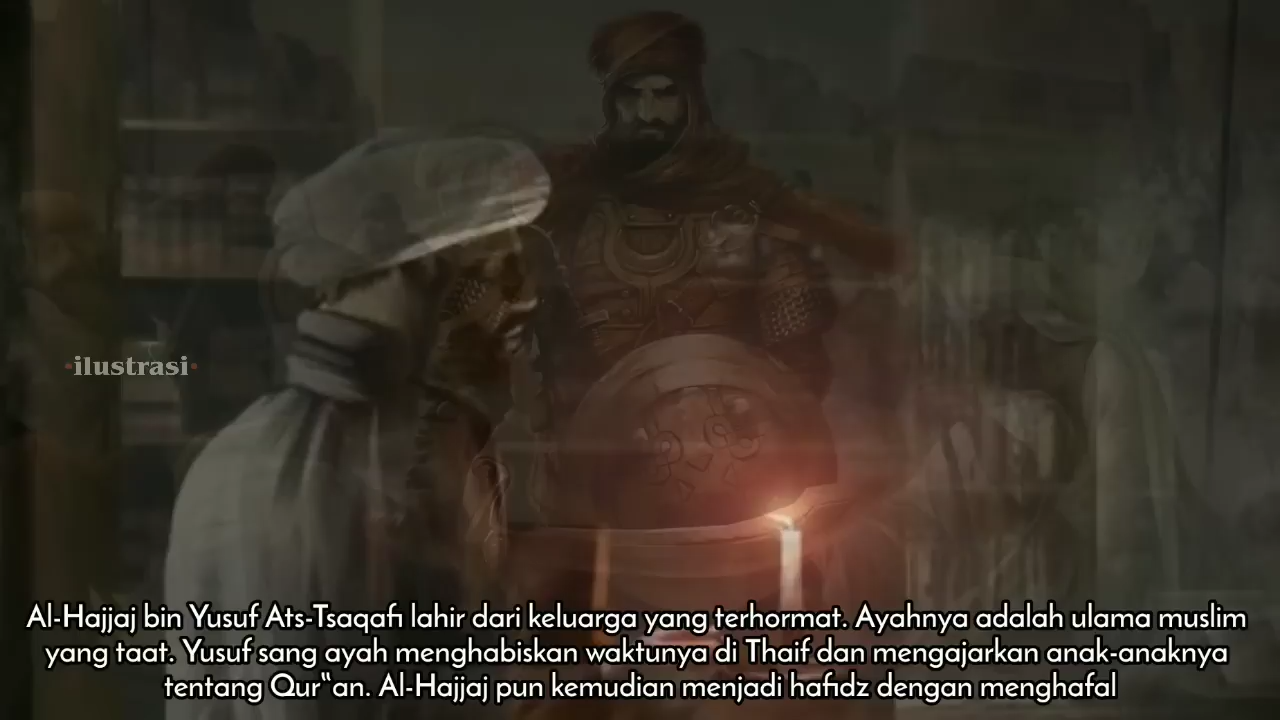 •ilustrasi•
Al-Hajjaj bin Yusuf Ats-Tsaqafi lahir dari keluarga yang terhormat. Ayahnya adalah ulama muslim
yang taat. Yusuf sang ayah menghabiskan waktunya di Thaif dan mengajarkan anak-anaknya
tentang Qur‟an. Al-Hajjaj pun kemudian menjadi hafidz dengan menghafal